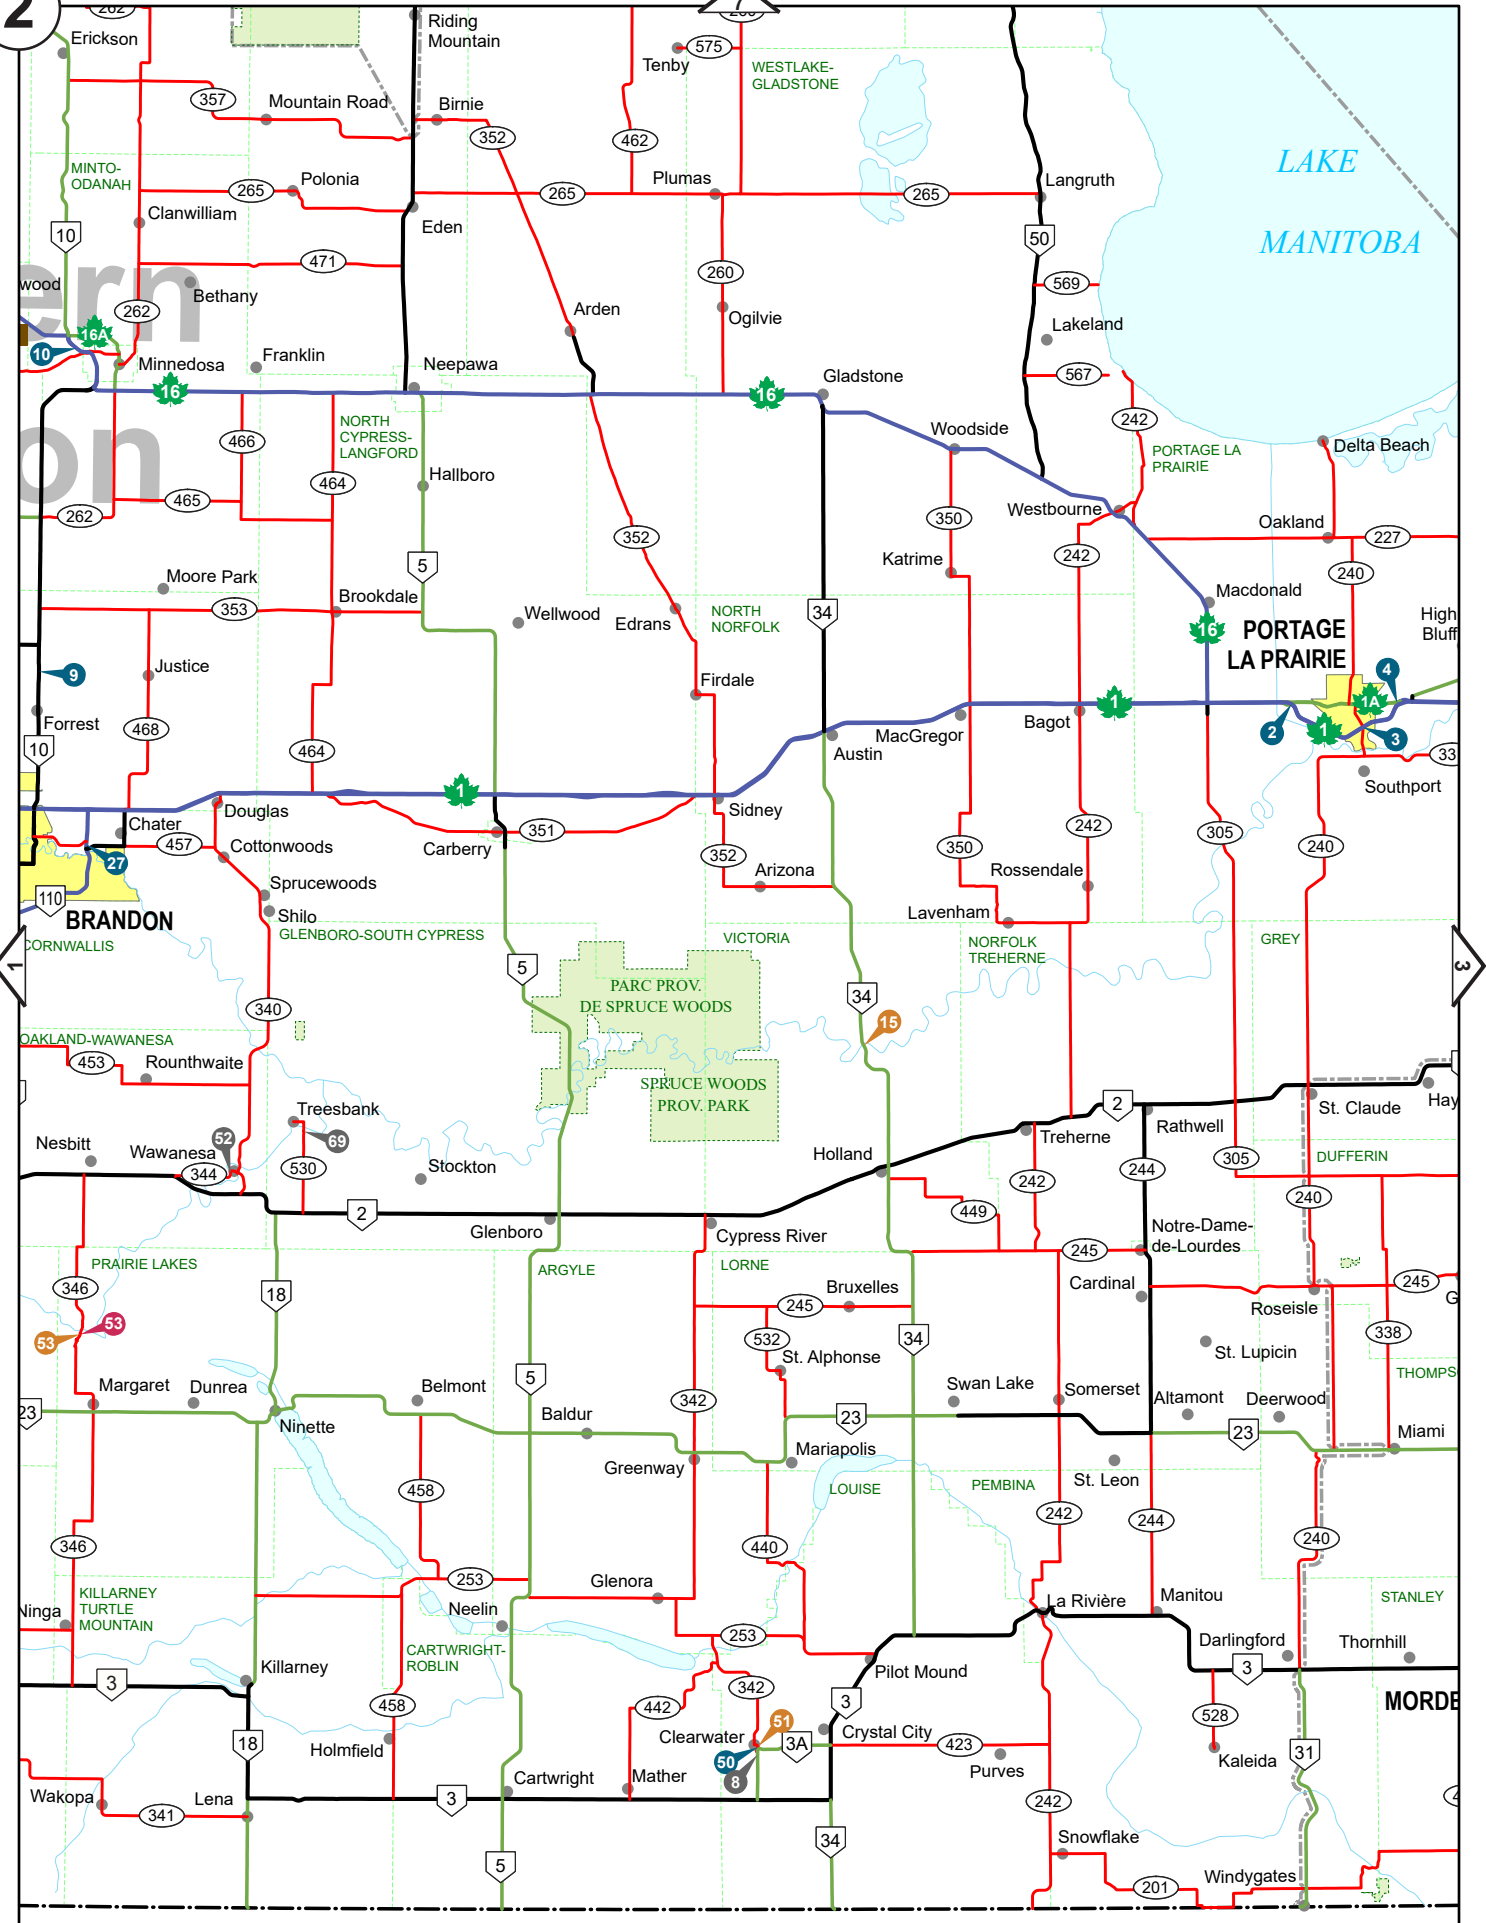 2
262
7
260
Erickson
Riding
Mountain
Tenby
575
WESTLAKE-
GLADSTONE
357
Mountain Road
Birnie
352
462
LAKE
MANITOBA
MINTO-
ODANAH
265
Polonia
265
Plumas
265
Langruth
Clanwilliam
10
Eden
50
471
ern
wood
Bethany
262
260
569
Arden
Ogilvie
Lakeland
16A
10
Minnedosa
Franklin
Neepawa
16
16
Gladstone
567
242
on
466
NORTH
CYPRESS-
LANGFORD
Woodside
PORTAGE LA
PRAIRIE
Delta Beach
Hallboro
464
465
262
350
Westbourne
Oakland
227
352
242
Katrime
240
5
Moore Park
353
Brookdale
Wellwood
Edrans
NORTH
NORFOLK
34
Macdonald
16
PORTAGE
LA PRAIRIE
High
Bluff
9
Justice
Firdale
4
1A
Forrest
10
468
464
Austin
MacGregor
Bagot
1
2
1
3
33
Southport
1
Sidney
Douglas
Chater
457
Cottonwoods
27
Carberry
351
352
Arizona
350
242
305
240
Rossendale
110
BRANDON
Sprucewoods
Shilo
Lavenham
CORNWALLIS
GLENBORO-SOUTH CYPRESS
VICTORIA
NORFOLK
TREHERNE
GREY
1
5
3
PARC PROV.
DE SPRUCE WOODS
34
340
15
OAKLAND-WAWANESA
453
Rounthwaite
SPRUCE WOODS
PROV. PARK
2
St. Claude
Hay
Treesbank
69
Treherne
Rathwell
52
Nesbitt
Wawanesa
344
530
Stockton
Holland
242
244
305
DUFFERIN
240
2
Glenboro
Cypress River
449
Notre-Dame-
de-Lourdes
245
PRAIRIE LAKES
ARGYLE
LORNE
346
18
Bruxelles
Cardinal
245
Roseisle
245
G
53
53
532
34
338
St. Alphonse
St. Lupicin
THOMPS
Margaret
Dunrea
Belmont
5
342
Swan Lake
Somerset
Altamont
Deerwood
23
Ninette
Baldur
23
23
Miami
Greenway
Mariapolis
St. Leon
458
LOUISE
PEMBINA
242
244
240
346
440
253
Glenora
KILLARNEY
TURTLE
MOUNTAIN
Ninga
Neelin
La Rivière
Manitou
STANLEY
CARTWRIGHT-
ROBLIN
253
Darlingford
Thornhill
Killarney
3
Pilot Mound
3
342
3
458
442
MORDE
18
Clearwater
51
3A
Crystal City
423
528
Holmfield
50
8
Purves
Kaleida
31
Cartwright
Mather
Wakopa
Lena
341
3
242
4
34
Snowflake
5
Windygates
201